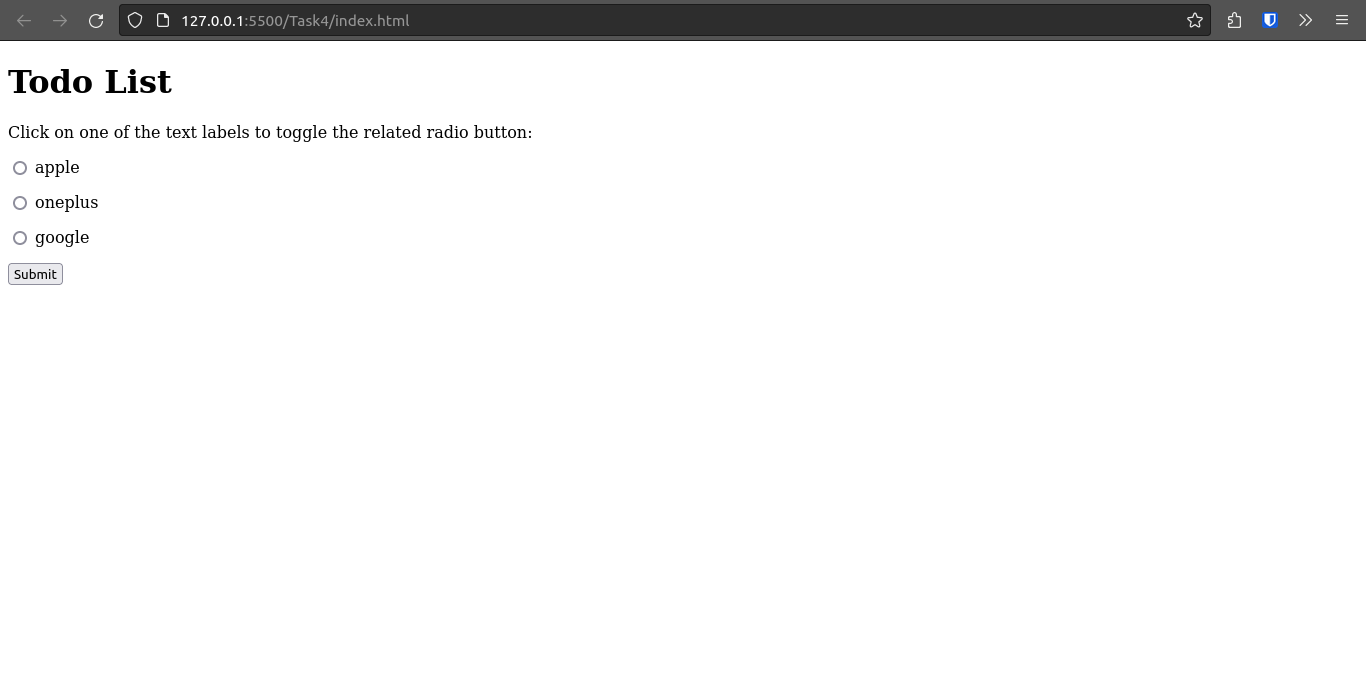 127.0.0.1:5500/Task4/index.html
Todo List
Click on one of the text labels to toggle the related radio button:
apple
oneplus
google
Submit